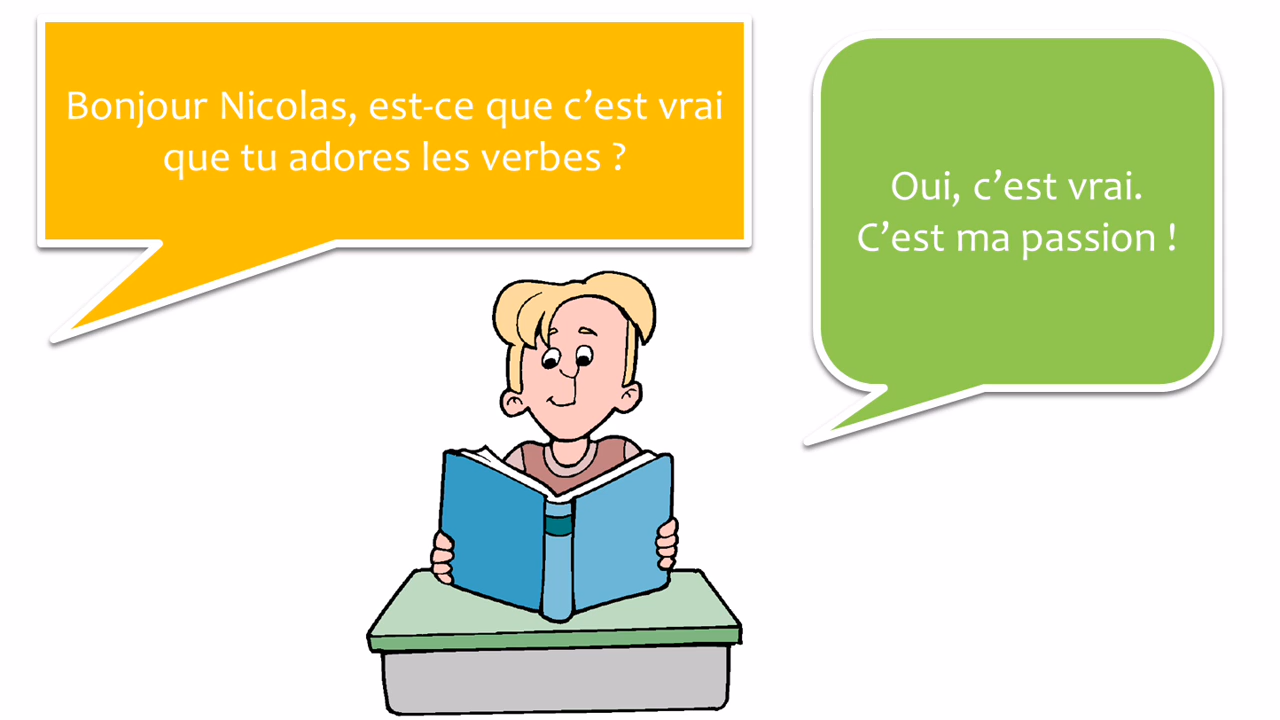 Bonjour Nicolas, est-ce que c’est vrai
que tu adores les verbes ?
Oui, c’est vrai.
C’est ma passion !